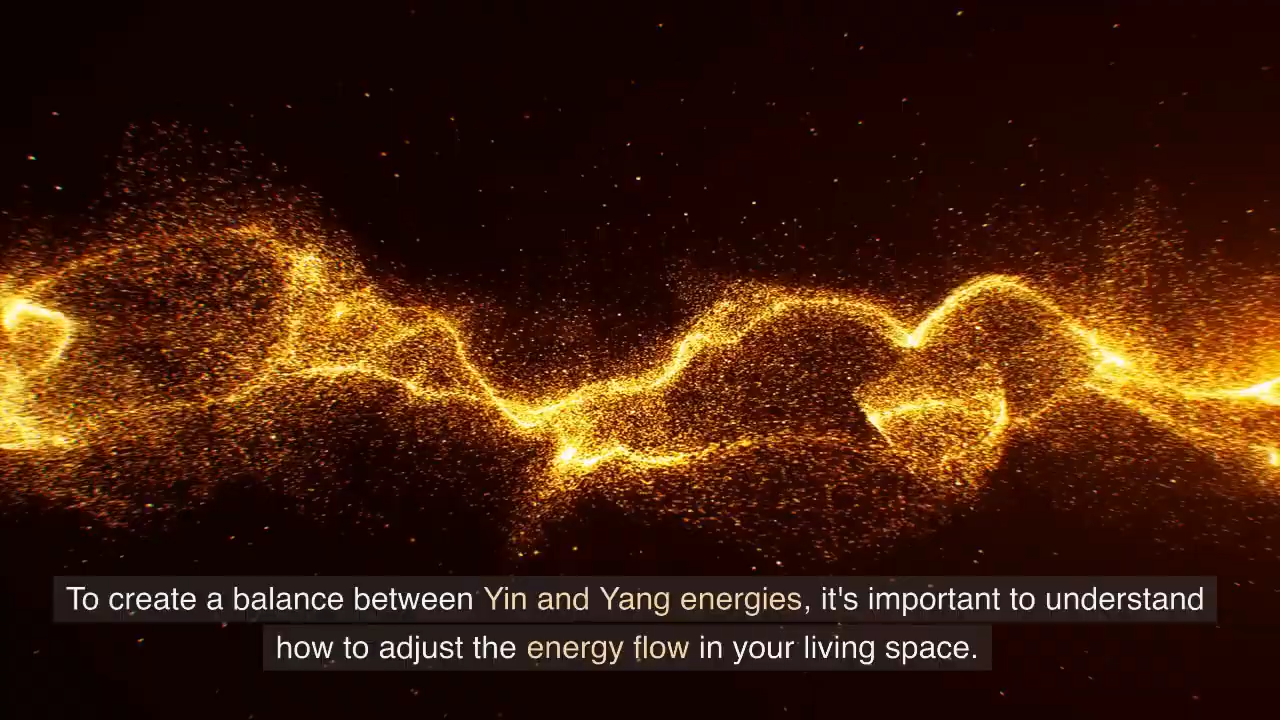 To create a balance between Yin and Yang energies, it's important to understand
how to adjust the energy flow in your living space.